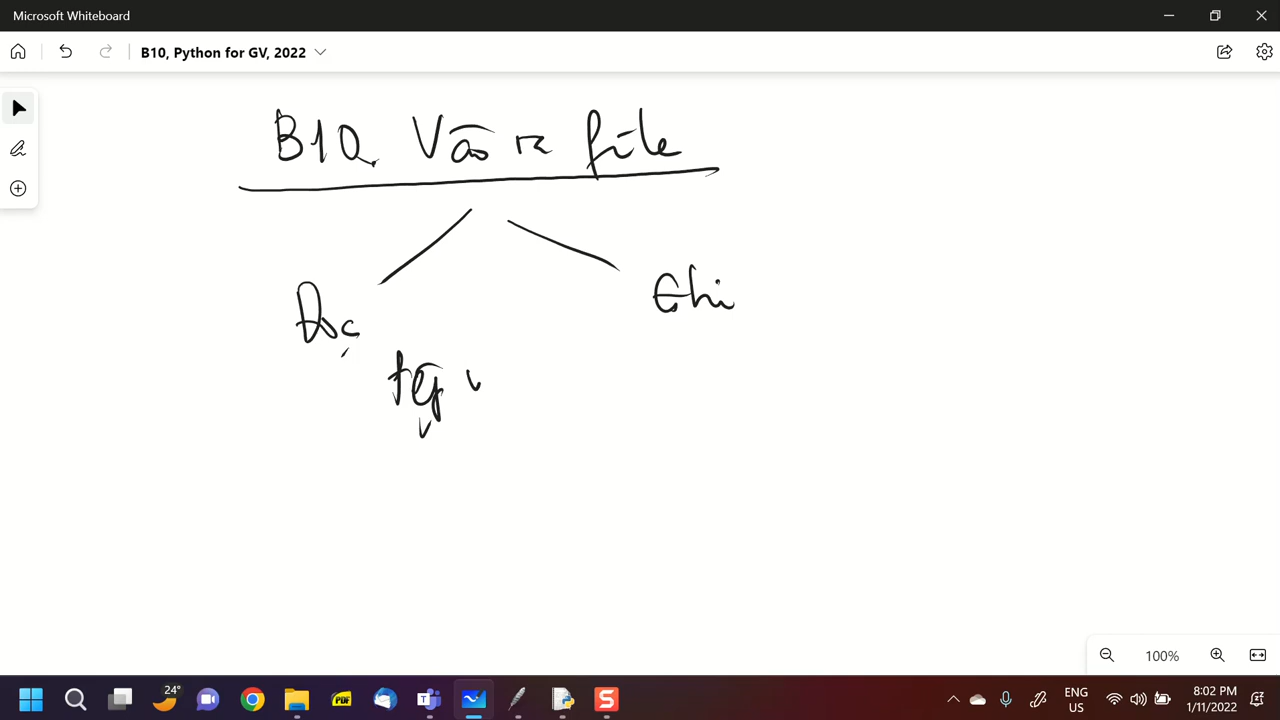 Microsoft Whiteboard
B10, Python for GV, 2022
B10. Vào ra file
Đọc
Ghi
tệp v
100%
24°
ENG
US
8:02 PM
1/11/2022